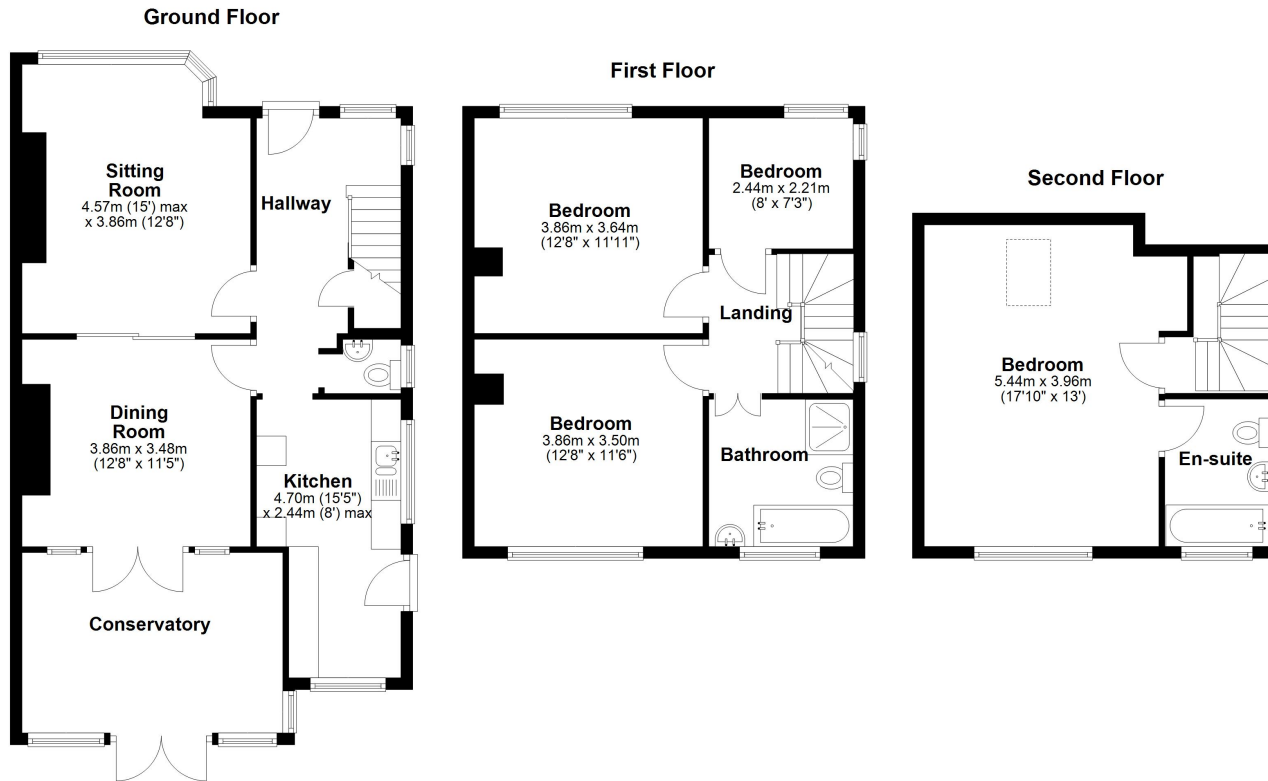 Ground Floor
Sitting
Room
4.57m (15') max
x 3.86m (12'8")
Hallway
Dining
Room
3.86m x 3.48m
(12'8" x 11'5")
Kitchen
4.70m (15'5")
x 2.44m (8') max
Conservatory
First Floor
Bedroom
3.86m x 3.64m
(12'8" x 11'11")
Bedroom
2.44m x 2.21m
(8' x 7'3")
Landing
Bedroom
3.86m x 3.50m
(12'8" x 11'6")
Bathroom
Second Floor
Bedroom
5.44m x 3.96m
(17'10" x 13')
En-suite